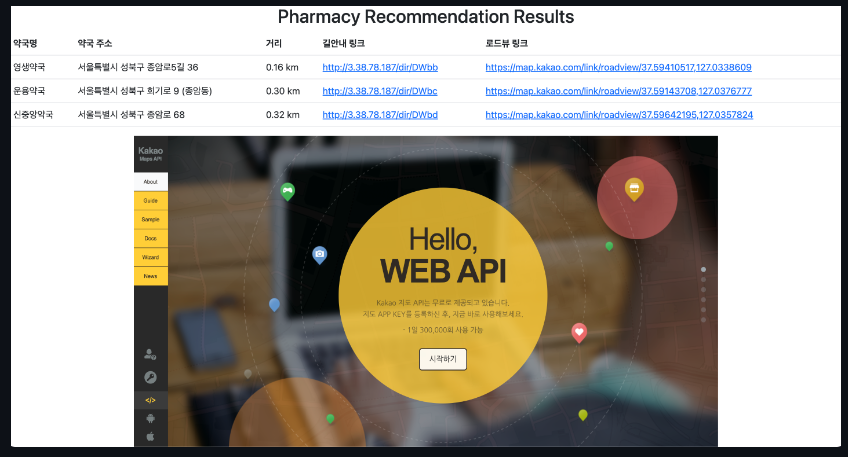 Pharmacy Recommendation Results
약국명 약국 주소 거리 길안내 링크 로드뷰 링크
영생약국 서울특별시 성북구 종암로5길 36 0.16 km http://3.38.78.187/dir/DWbb https://map.kakao.com/link/roadview/37.59410517,127.0338609
운용약국 서울특별시 성북구 회기로 9 (종암동) 0.30 km http://3.38.78.187/dir/DWbc https://map.kakao.com/link/roadview/37.59143708,127.0376777
신중앙약국 서울특별시 성북구 종암로 68 0.32 km http://3.38.78.187/dir/DWbd https://map.kakao.com/link/roadview/37.59642195,127.0357824
Kakao
Maps API
About
Guide
Sample
Docs
Wizard
News
</>
Hello,
WEB API
Kakao 지도 API는 무료로 제공되고 있습니다.
지도 APP KEY를 등록하신 후, 지금 바로 사용해보세요.
- 1일 300,000회 사용 가능
시작하기